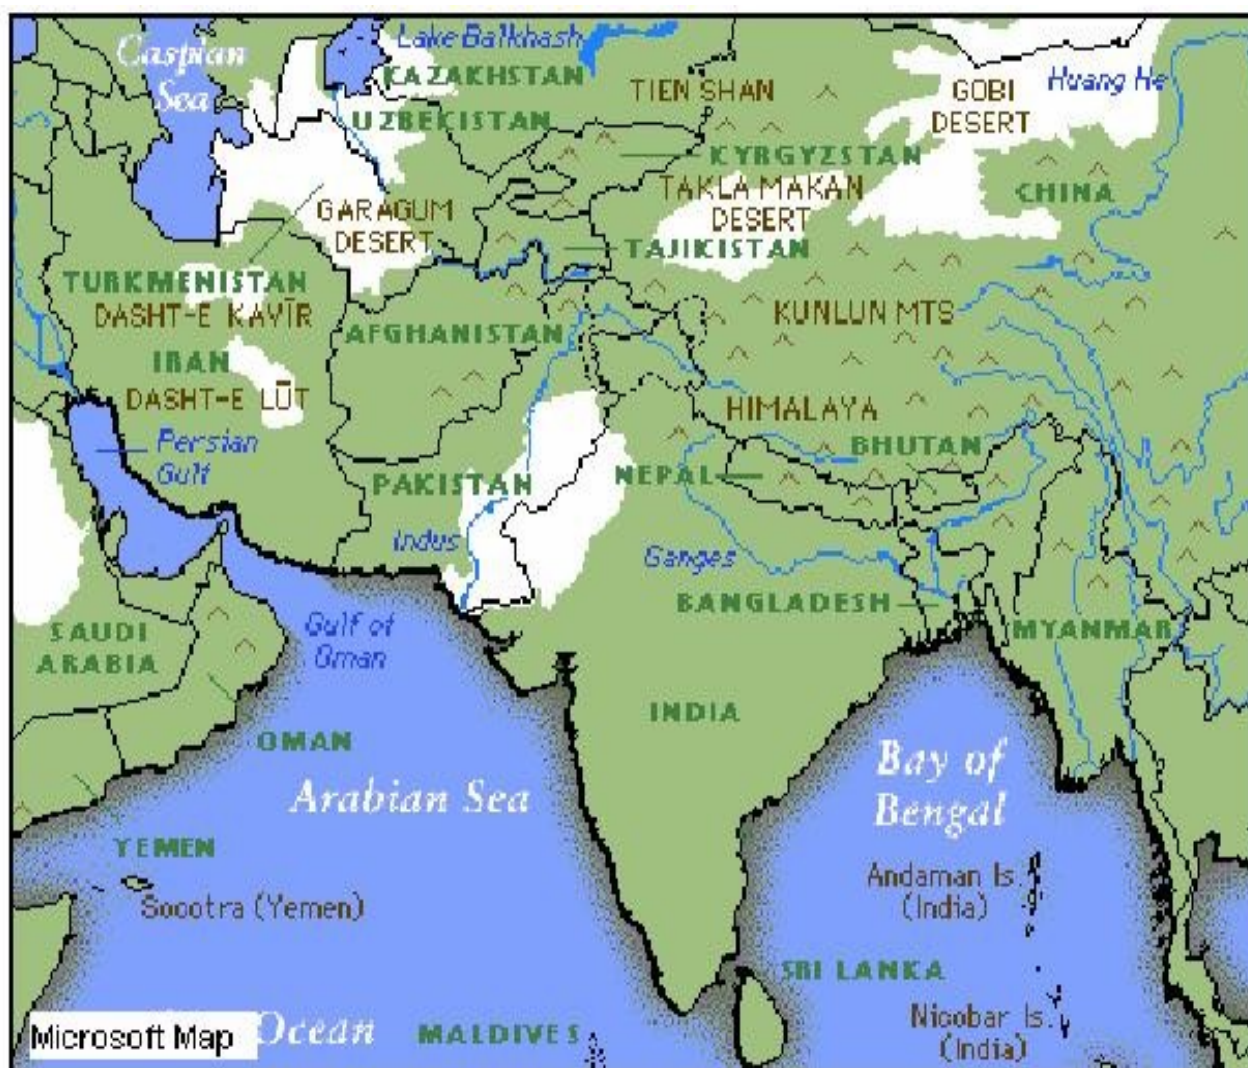 Caspian
Sea
Lake Balkhash
KAZAKHSTAN
UZBEKISTAN
TIEN SHAN
GOBI
DESERT
Huang He
KYRGYZSTAN
TAKLA MAKAN
DESERT
CHINA
GARAGUM
DESERT
TAJIKISTAN
TURKMENISTAN
DASHT-E KAVĪR
AFGHANISTAN
KUNLUN MTS
IRAN
DASHT-E LŪT
HIMALAYA
BHUTAN
Persian
Gulf
PAKISTAN
NEPAL
Indus
Ganges
BANGLADESH
MYANMAR
SAUDI
ARABIA
Gulf of
Oman
INDIA
OMAN
Arabian Sea
Bay of
Bengal
YEMEN
Socotra (Yemen)
Andaman Is.
(India)
SRI LANKA
Nicobar Is.
(India)
Microsoft Map
Ocean
MALDIVES